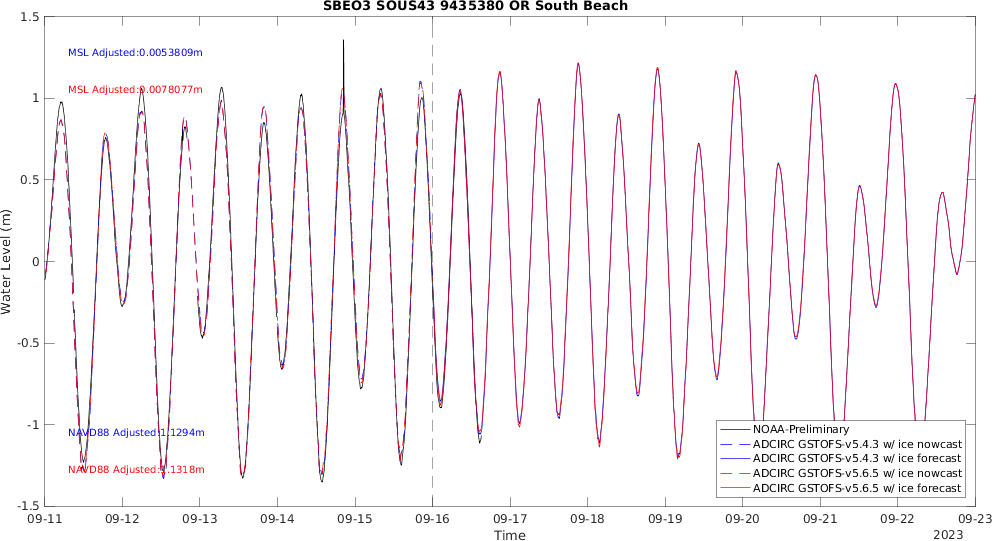 SBEO3 SOUS43 9435380 OR South Beach
Water Level (m)
1.5
1
0.5
0
-0.5
-1
-1.5
MSL Adjusted:0.0053809m
MSL Adjusted:0.0078077m
NAVD88 Adjusted:1.1294m
NAVD88 Adjusted:1.1318m
NOAA-Preliminary
ADCIRC GSTOFS-v5.4.3 w/ ice nowcast
ADCIRC GSTOFS-v5.4.3 w/ ice forecast
ADCIRC GSTOFS-v5.6.5 w/ ice nowcast
ADCIRC GSTOFS-v5.6.5 w/ ice forecast
09-11 09-12 09-13 09-14 09-15 09-16 09-17 09-18 09-19 09-20 09-21 09-22 09-23
Time
2023